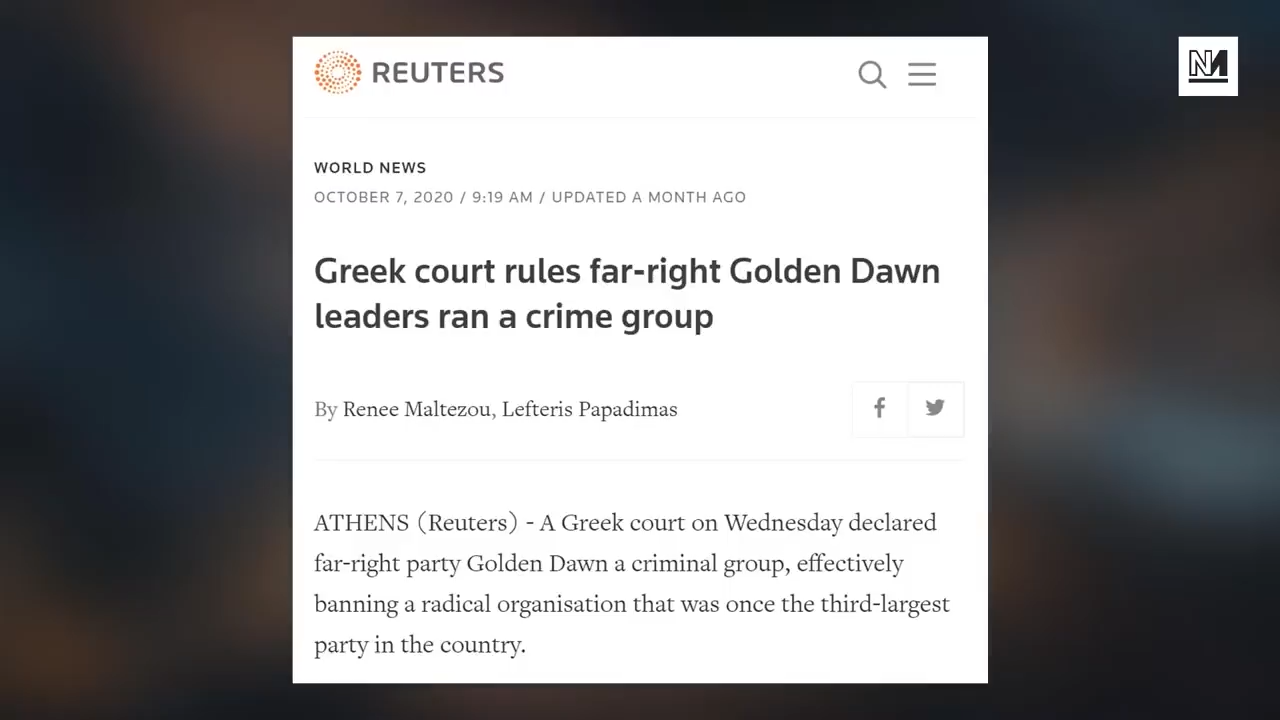 REUTERS
NM
WORLD NEWS
OCTOBER 7, 2020 / 9:19 AM / UPDATED A MONTH AGO
Greek court rules far-right Golden Dawn
leaders ran a crime group
By Renee Maltezou, Lefteris Papadimas
ATHENS (Reuters) - A Greek court on Wednesday declared
far-right party Golden Dawn a criminal group, effectively
banning a radical organisation that was once the third-largest
party in the country.